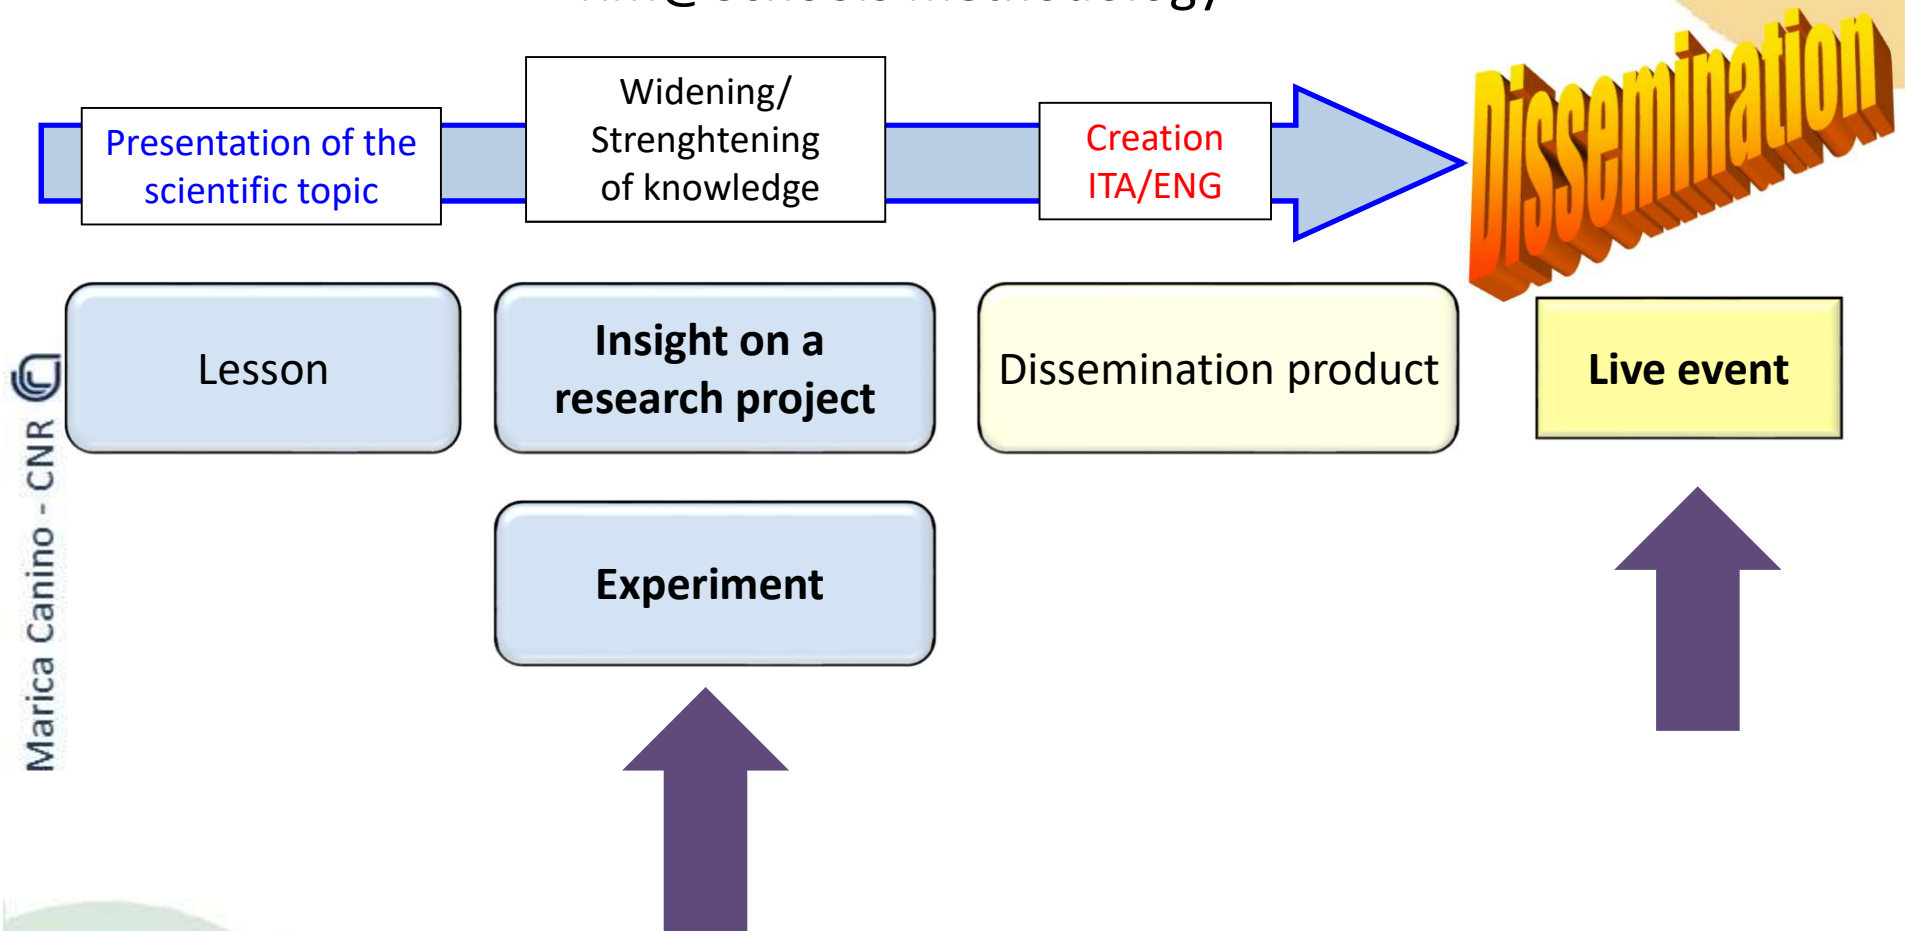 methodology
Dissemination
Presentation of the
scientific topic
Widening/
Strenghtening
of knowledge
Creation
ITA/ENG
Lesson
Insight on a
research project
Dissemination product
Live event
Experiment
Marica Canino - CNR